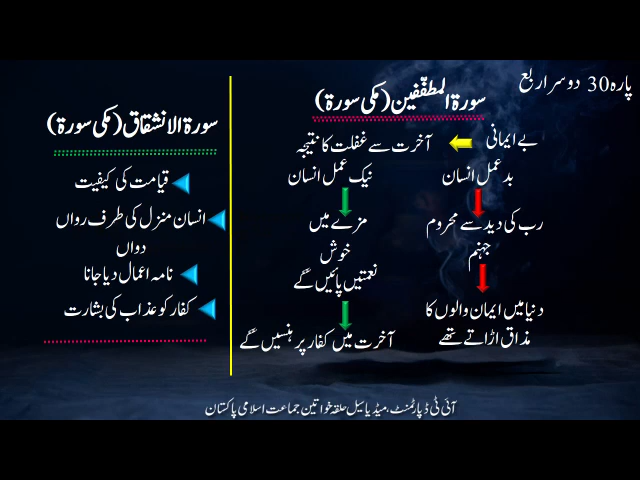 پارہ 30 دوسرا ربع
سورۃ المطفّفین (مکی سورۃ)
بے ایمانی
آخرت سے غفلت کا نتیجہ
بد عمل انسان
رب کی دید سے محروم
جہنم
دنیا میں ایمان والوں کا
مذاق اڑاتے تھے
نیک عمل انسان
مزے میں
خوش
نعمتیں پائیں گے
آخرت میں کفار پر ہنسیں گے
سورۃ الانشقاق (مکی سورۃ)
قیامت کی کیفیت
انسان منزل کی طرف رواں
دواں
نامہ اعمال دیا جانا
کفار کو عذاب کی بشارت
آئی ٹی ڈپارٹمنٹ، میڈیا سیل حلقہ خواتین جماعت اسلامی پاکستان